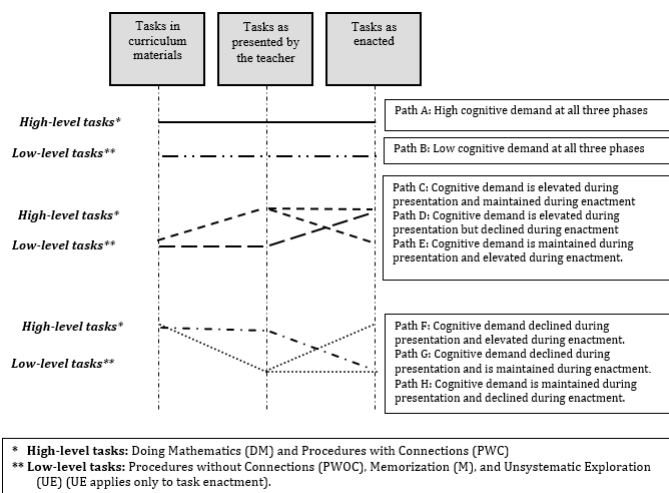 Tasks in
curriculum
materials
Tasks as
presented by
the teacher
Tasks as
enacted
High-level tasks*
Path A: High cognitive demand at all three phases
Low-level tasks**
Path B: Low cognitive demand at all three phases
High-level tasks*
Low-level tasks**
Path C: Cognitive demand is elevated during
presentation and maintained during enactment
Path D: Cognitive demand is elevated during
presentation but declined during enactment
Path E: Cognitive demand is maintained during
presentation and elevated during enactment.
High-level tasks*
Low-level tasks**
Path F: Cognitive demand declined during
presentation and elevated during enactment.
Path G: Cognitive demand declined during
presentation and is maintained during enactment.
Path H: Cognitive demand is maintained during
presentation and declined during enactment.
* High-level tasks: Doing Mathematics (DM) and Procedures with Connections (PWC)
** Low-level tasks: Procedures without Connections (PWOC), Memorization (M), and Unsystematic Exploration
(UE) (UE applies only to task enactment).